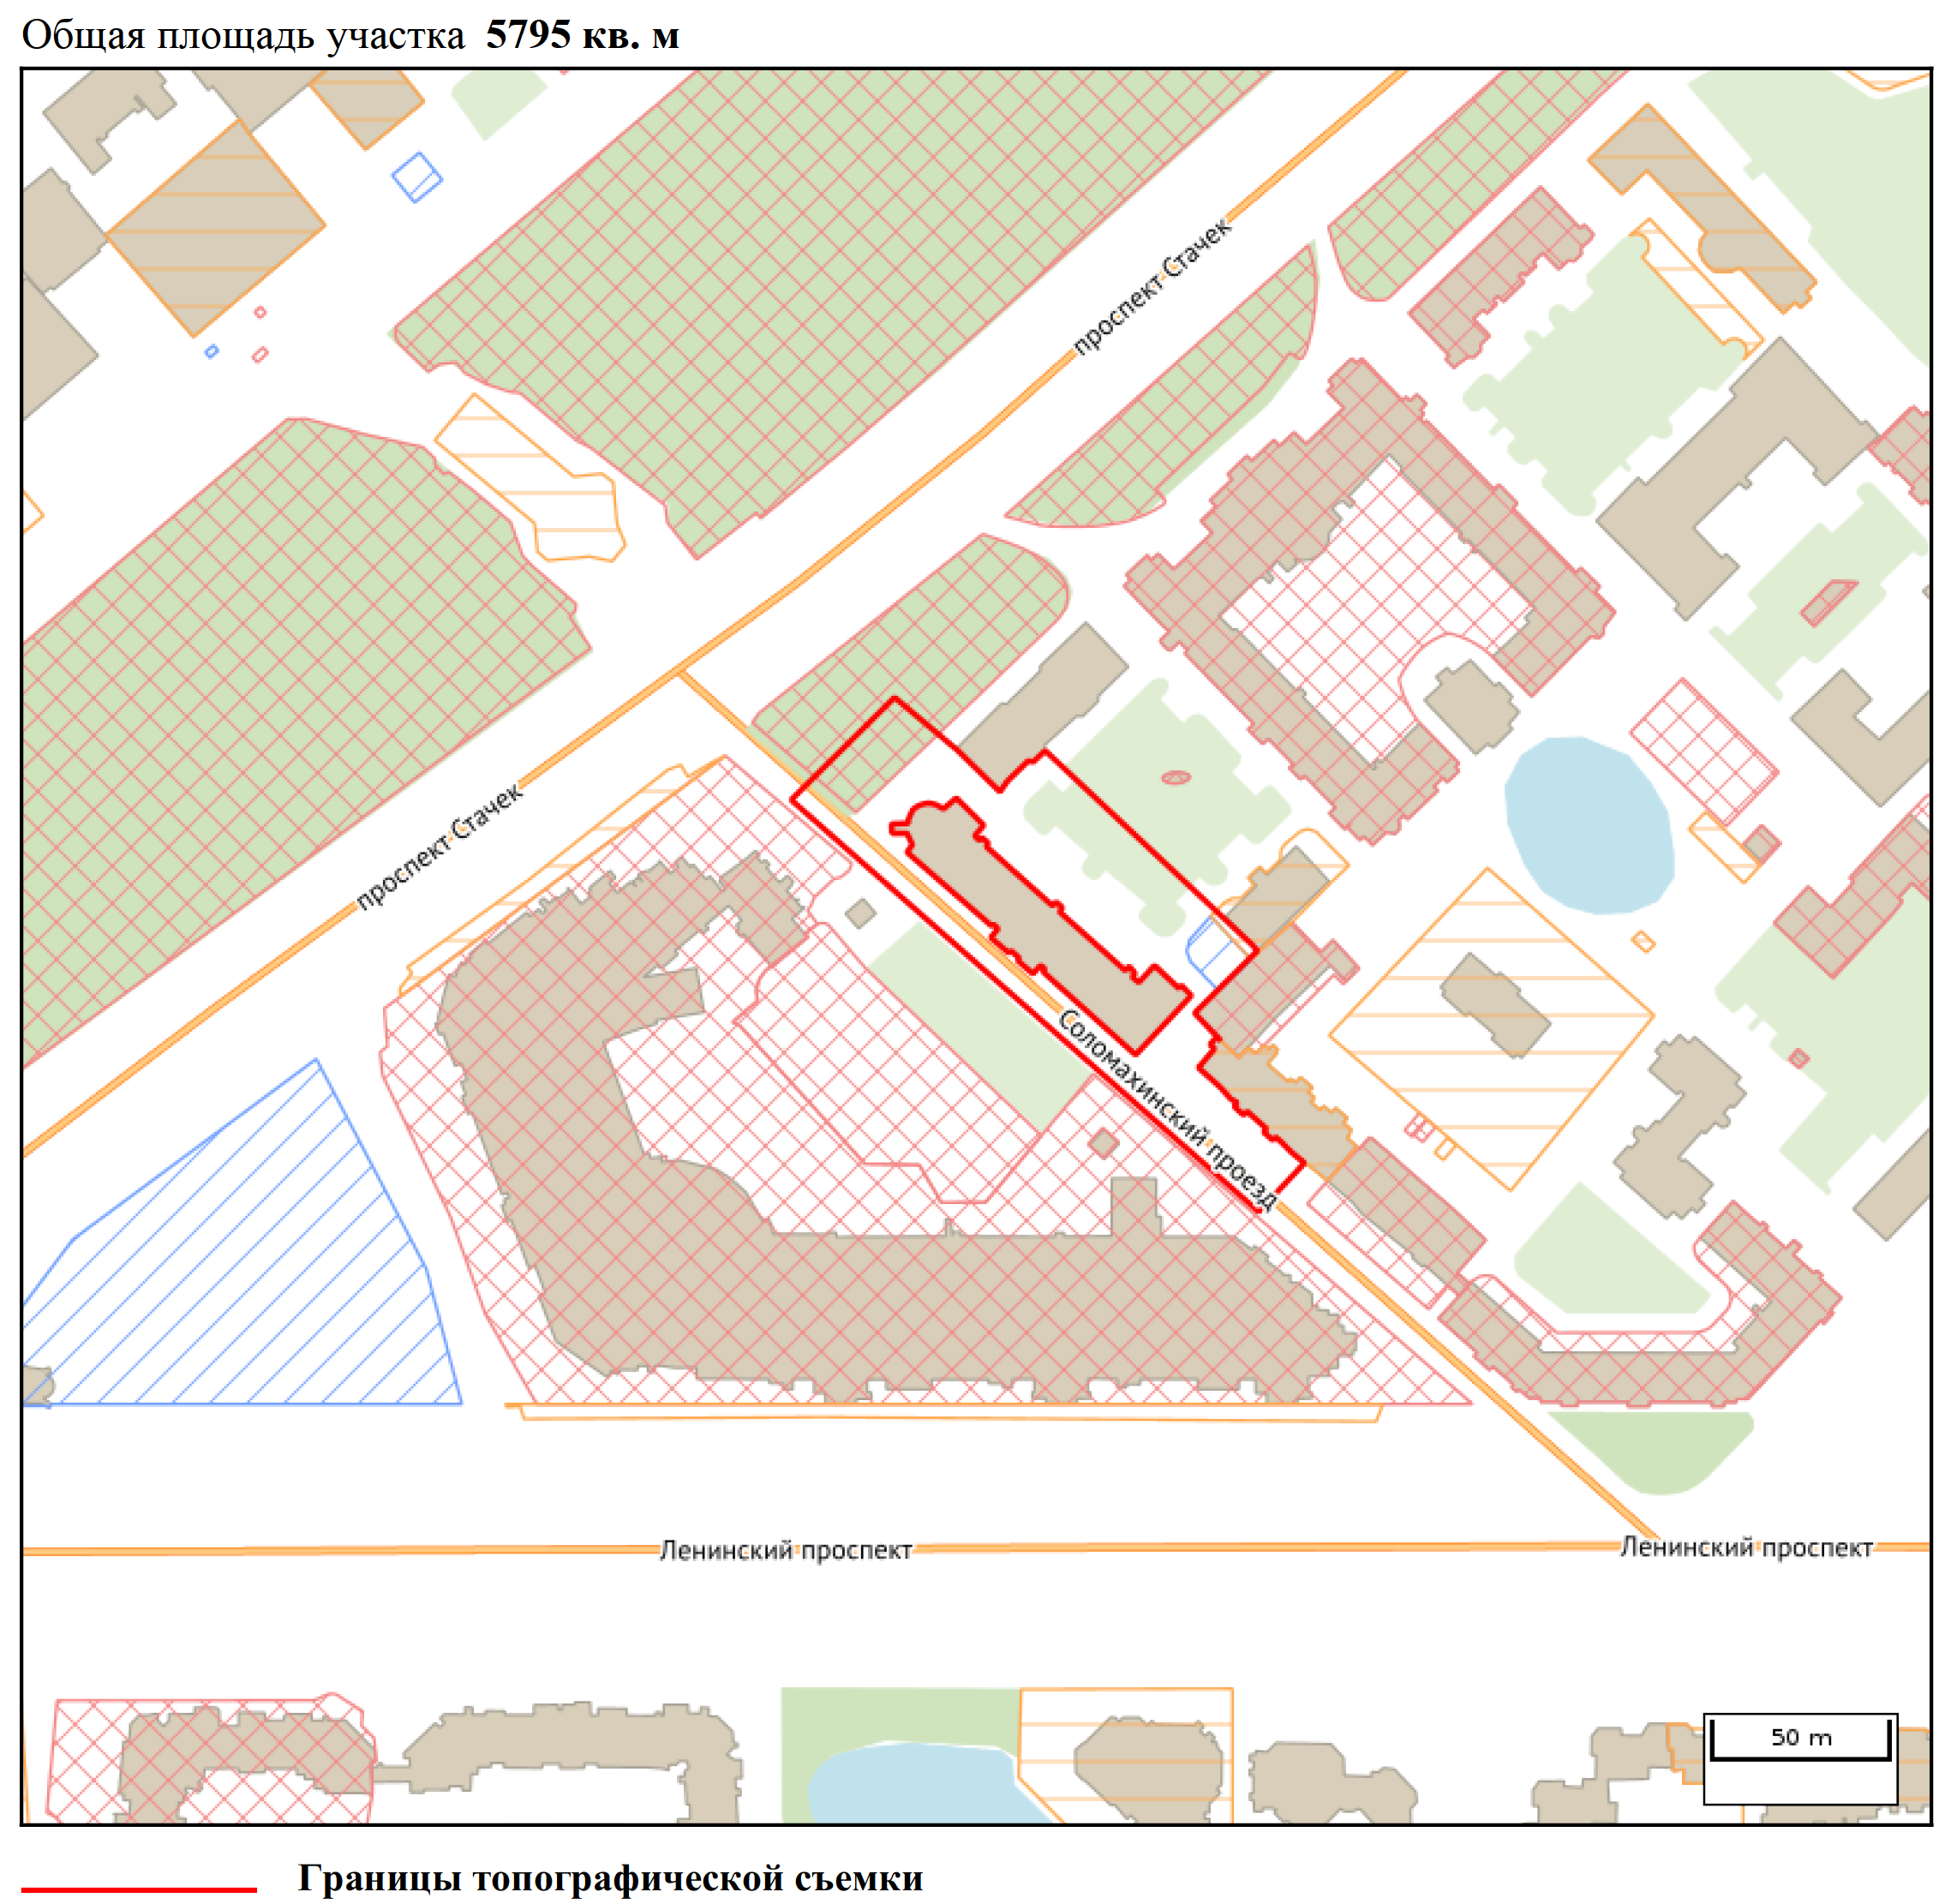 Общая площадь участка 5795 кв. м
проспект Стачек
проспект Стачек
Соломахинский проезд
Ленинский проспект
Ленинский проспект
50 m
Границы топографической съемки